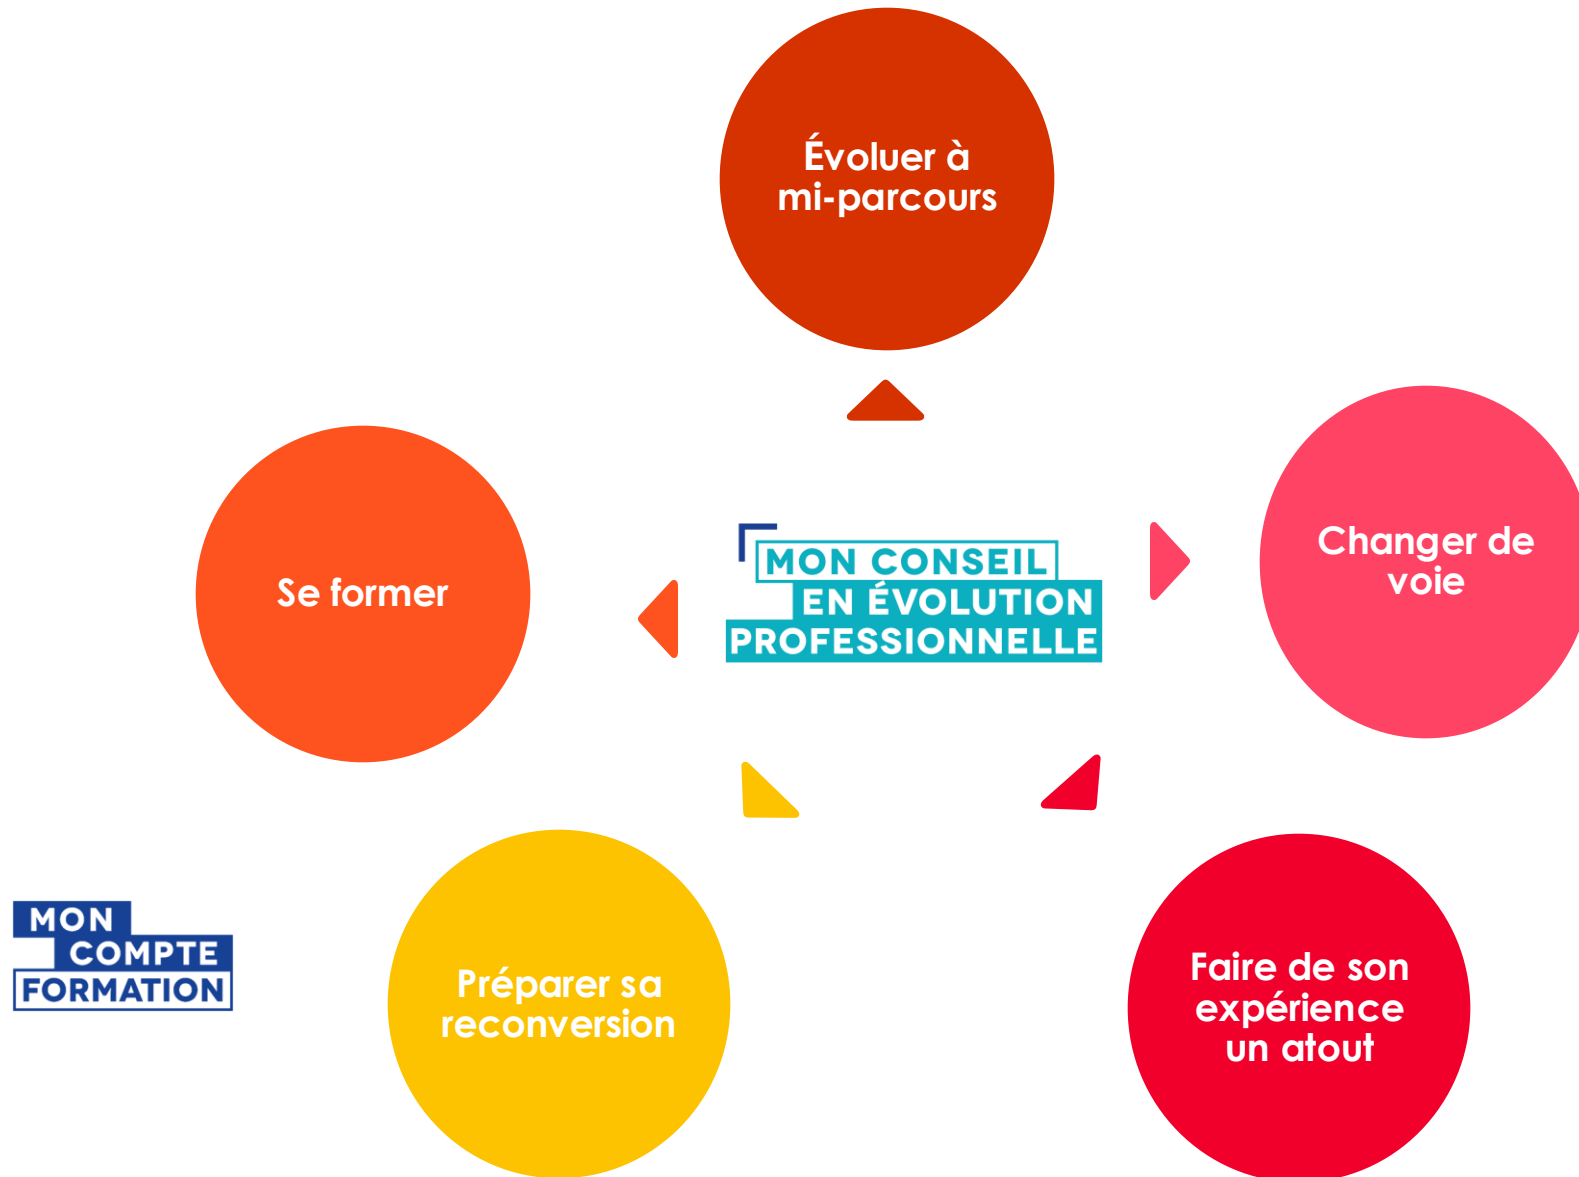 Évoluer à
mi-parcours
Changer de
voie
Se former
MON CONSEIL
EN ÉVOLUTION
PROFESSIONNELLE
MON
COMPTE
FORMATION
Préparer sa
reconversion
Faire de son
expérience
un atout